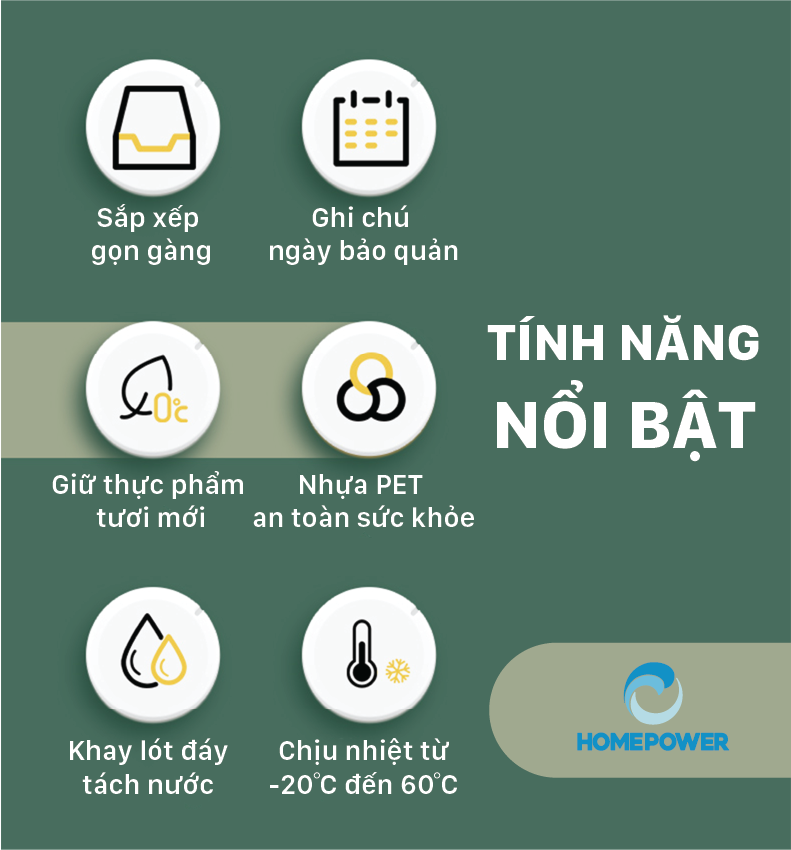 Sắp xếp
gọn gàng
Ghi chú
ngày bảo quản
TÍNH NĂNG
NỔI BẬT
0°c
Giữ thực phẩm
tươi mới
Nhựa PET
an toàn sức khỏe
Khay lót đáy
tách nước
Chịu nhiệt từ
-20°C đến 60°C
HOMEPOWER